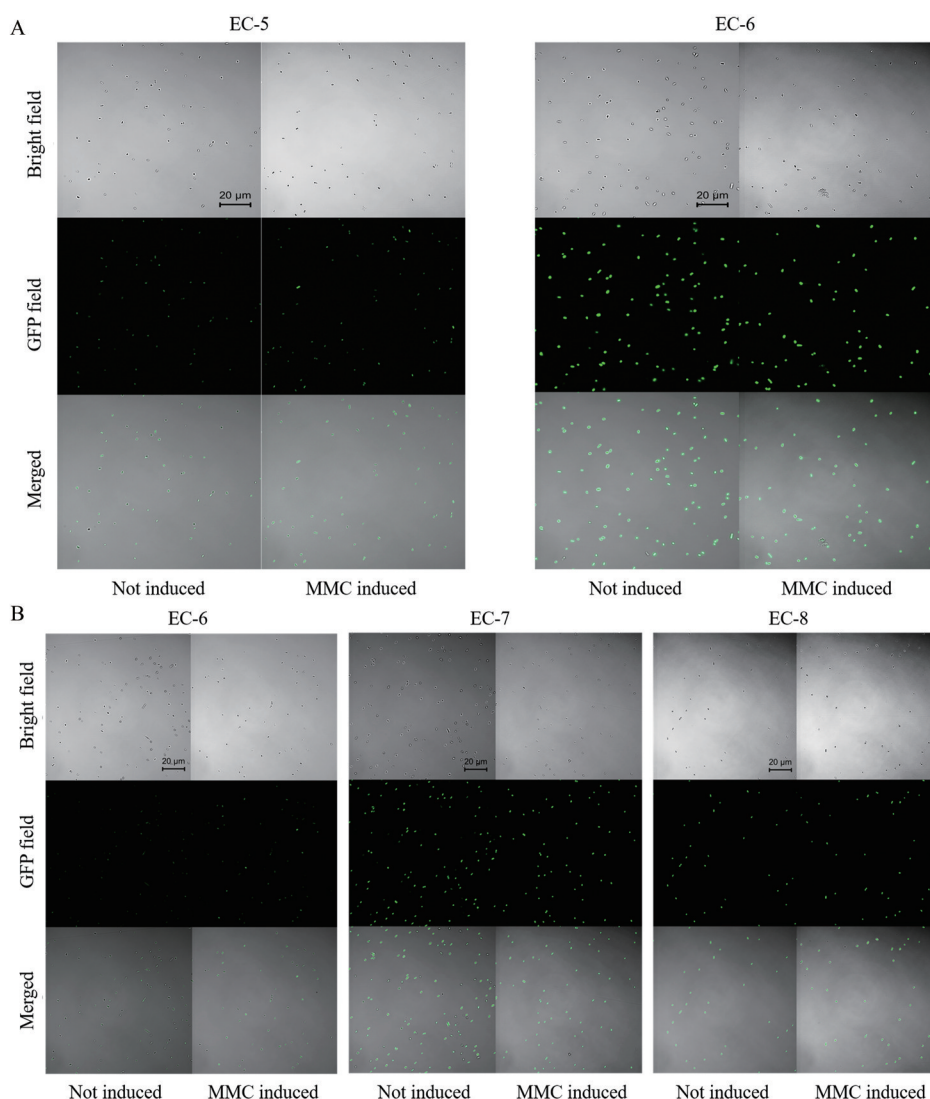 A
EC-5
EC-6
Bright field
20 μm
20 μm
GFP field
Merged
Not induced
MMC induced
Not induced
MMC induced
B
EC-6
EC-7
EC-8
Bright field
20 μm
20 μm
20 μm
GFP field
Merged
Not induced
MMC induced
Not induced
MMC induced
Not induced
MMC induced